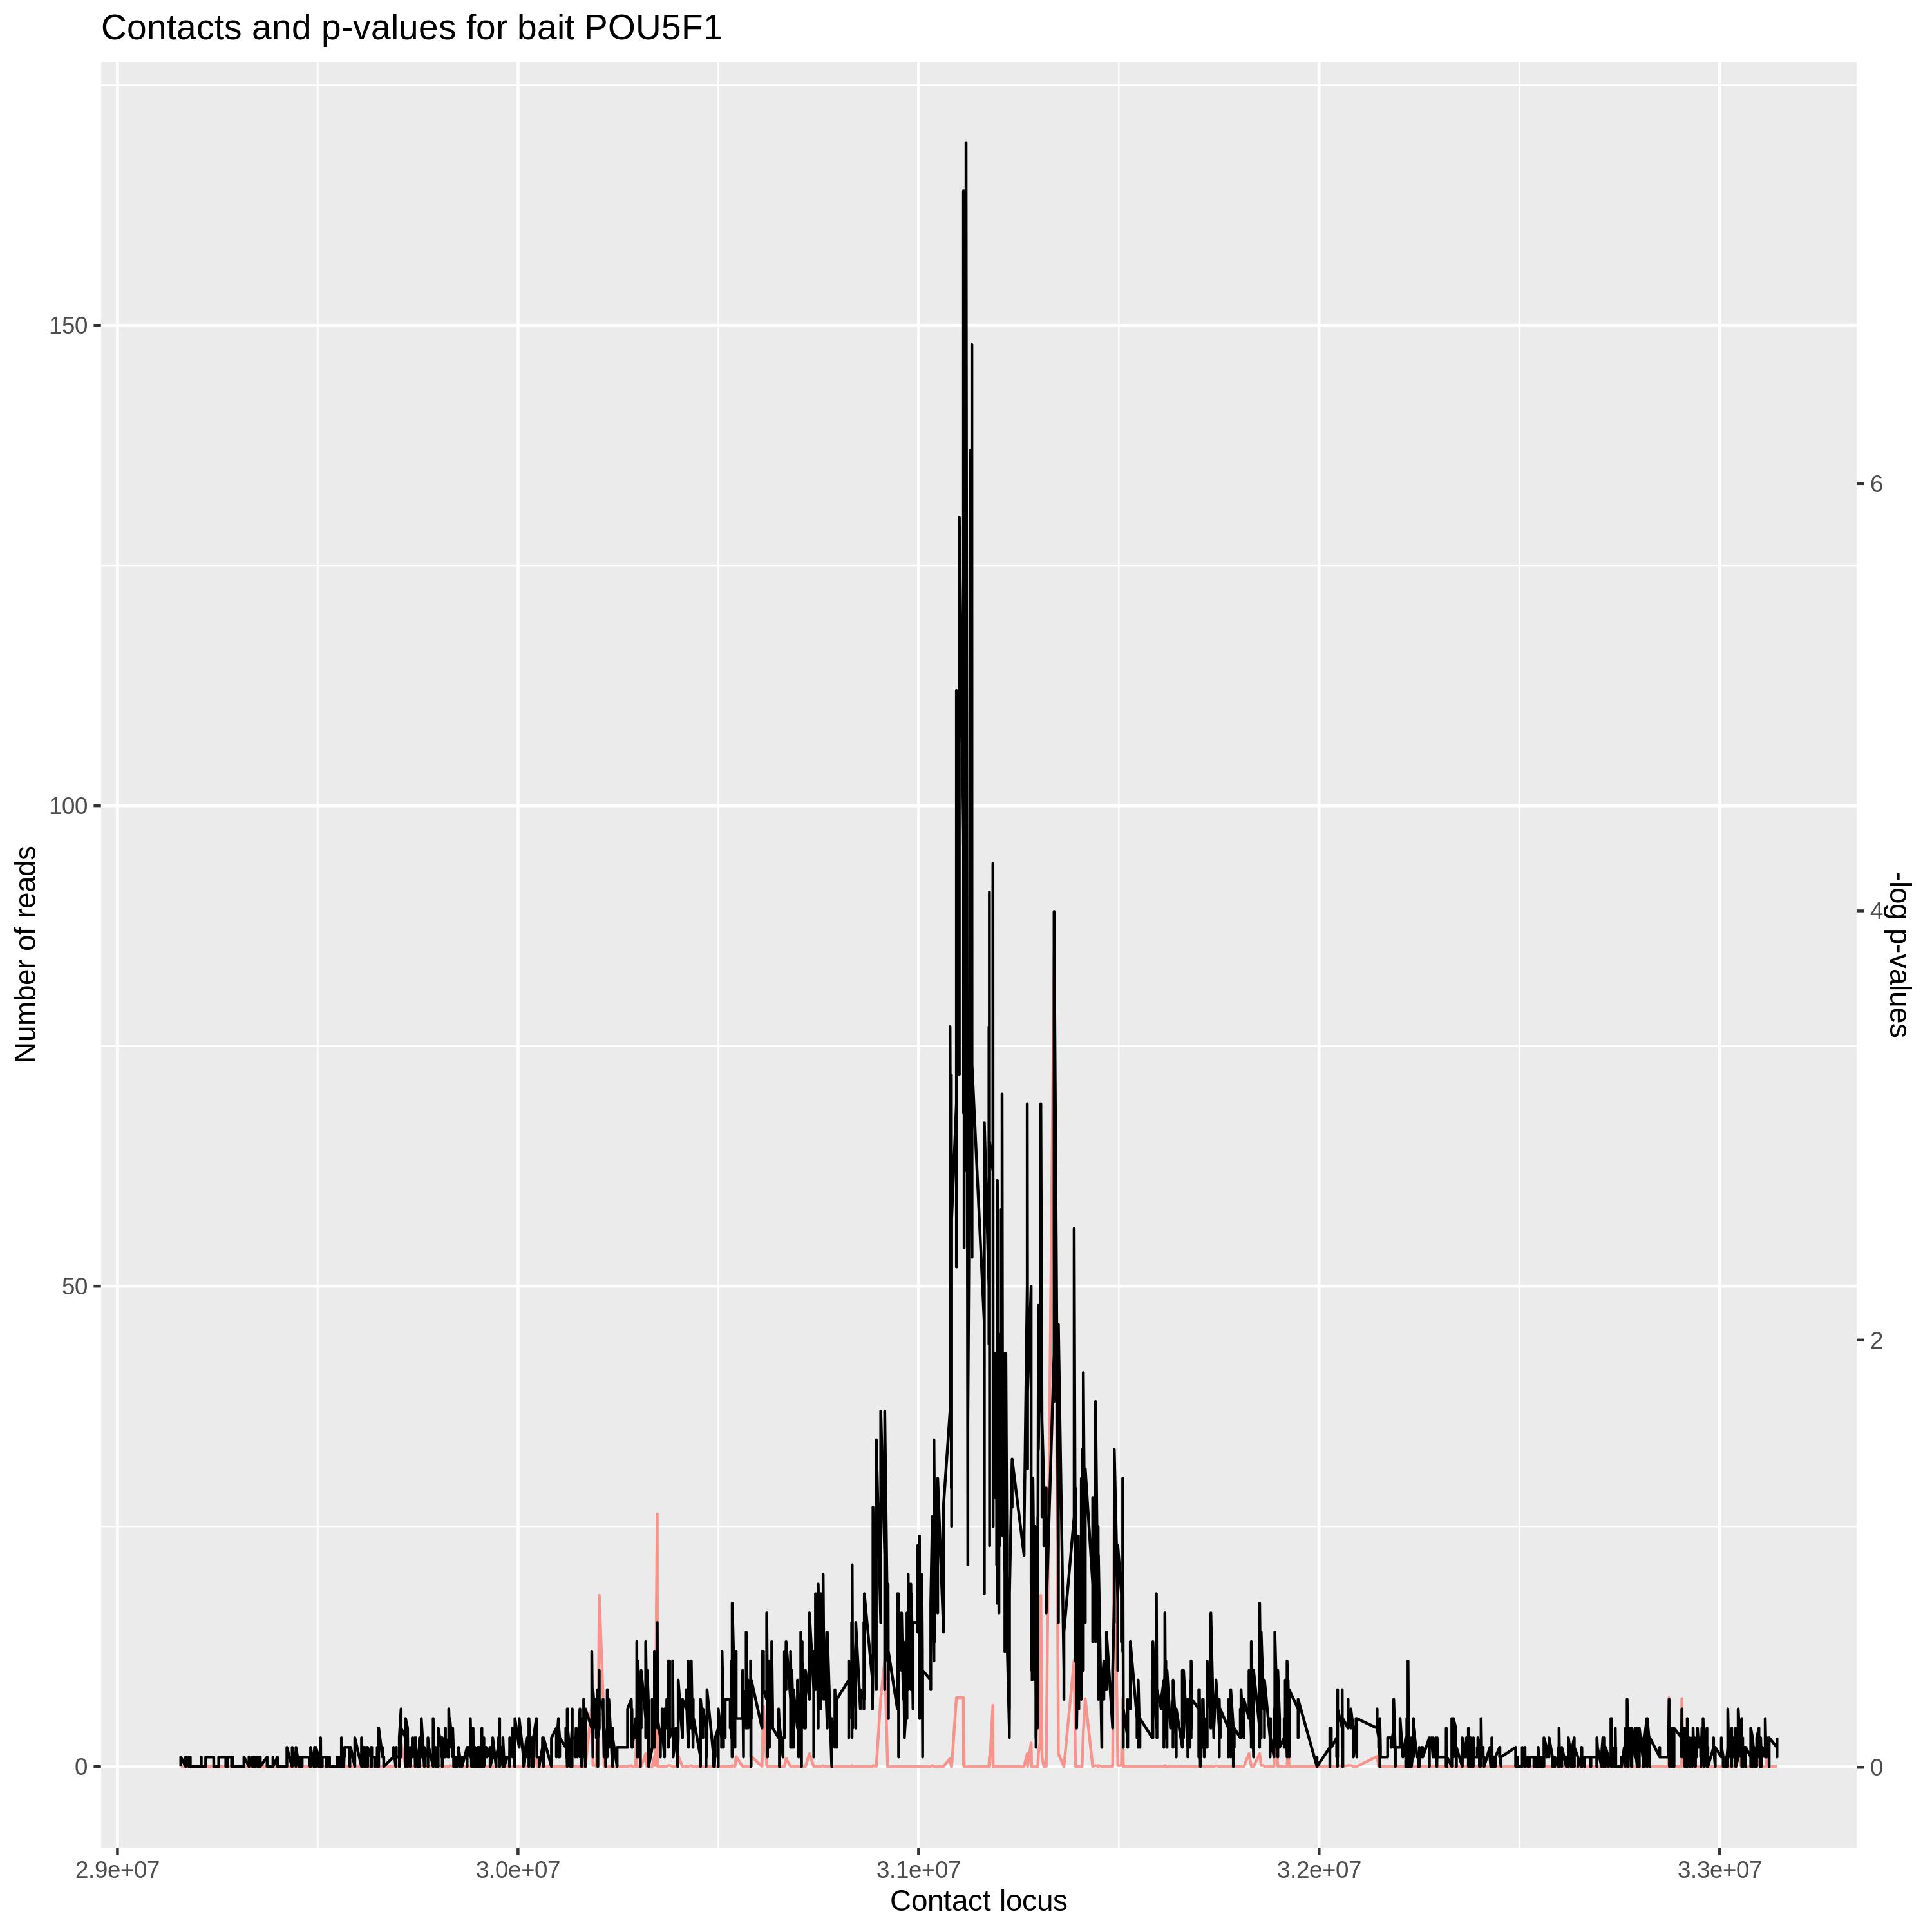 Contacts and p-values for bait POU5F1
150
100
50
0
6
4
2
0
Number of reads
-log p-values
2.9e+07
3.0e+07
3.1e+07
3.2e+07
3.3e+07
Contact locus